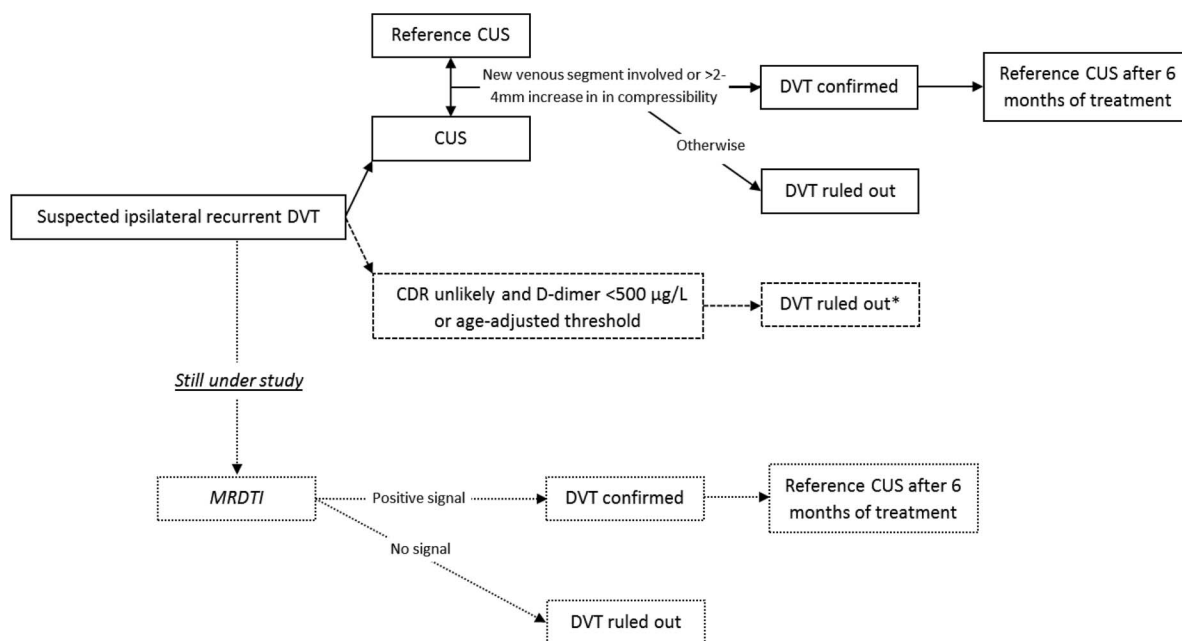 Reference CUS
New venous segment involved or >2-
4mm increase in in compressibility
DVT confirmed
Reference CUS after 6
months of treatment
CUS
Otherwise
DVT ruled out
Suspected ipsilateral recurrent DVT
CDR unlikely and D-dimer <500 µg/L
or age-adjusted threshold
DVT ruled out*
Still under study
MRDTI
Positive signal
DVT confirmed
Reference CUS after 6
months of treatment
No signal
DVT ruled out